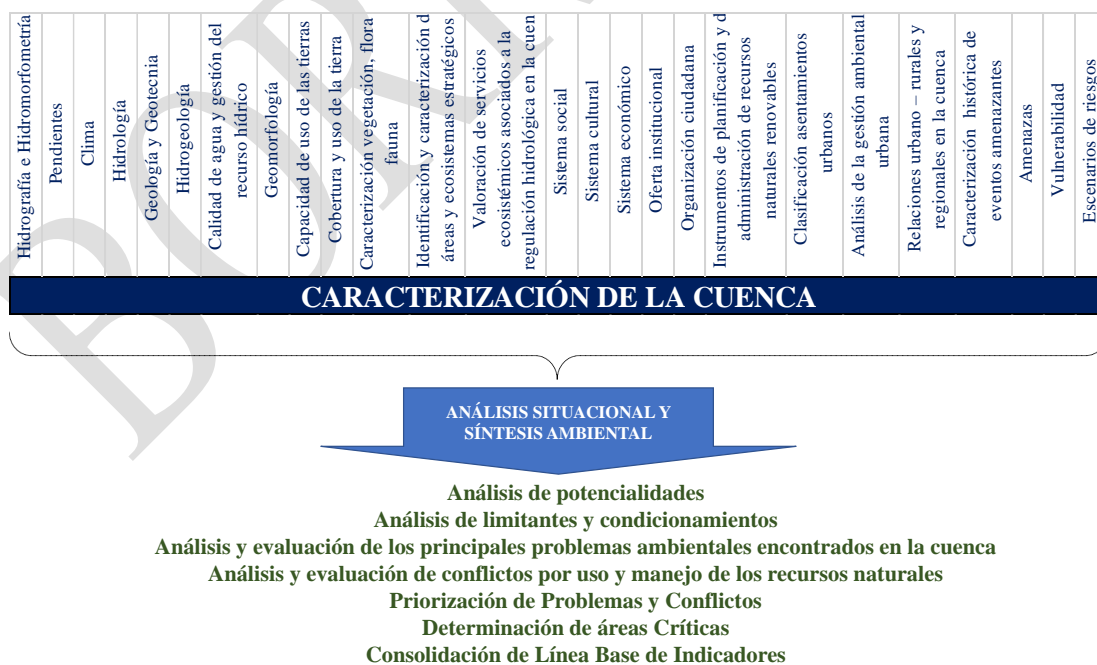 Hidrografía e Hidromorfometría
Pendientes
Clima
Hidrología
Geología y Geotecnia
Hidrogeología
Calidad de agua y gestión del
recurso hídrico
Geomorfología
Capacidad de uso de las tierras
Cobertura y uso de la tierra
Caracterización vegetación, flora
fauna
Identificación y caracterización d
áreas y ecosistemas estratégicos
Valoración de servicios
ecosistémicos asociados a la
regulación hidrológica en la cuen
Sistema social
Sistema cultural
Sistema económico
Oferta institucional
Organización ciudadana
Instrumentos de planificación y d
administración de recursos
naturales renovables
Clasificación asentamientos
urbanos
Análisis de la gestión ambiental
urbana
Relaciones urbano – rurales y
regionales en la cuenca
Caracterización histórica de
eventos amenazantes
Amenazas
Vulnerabilidad
Escenarios de riesgos
CARACTERIZACIÓN DE LA CUENCA
ANÁLISIS SITUACIONAL Y
SÍNTESIS AMBIENTAL
Análisis de potencialidades
Análisis de limitantes y condicionamientos
Análisis y evaluación de los principales problemas ambientales encontrados en la cuenca
Análisis y evaluación de conflictos por uso y manejo de los recursos naturales
Priorización de Problemas y Conflictos
Determinación de áreas Críticas
Consolidación de Línea Base de Indicadores